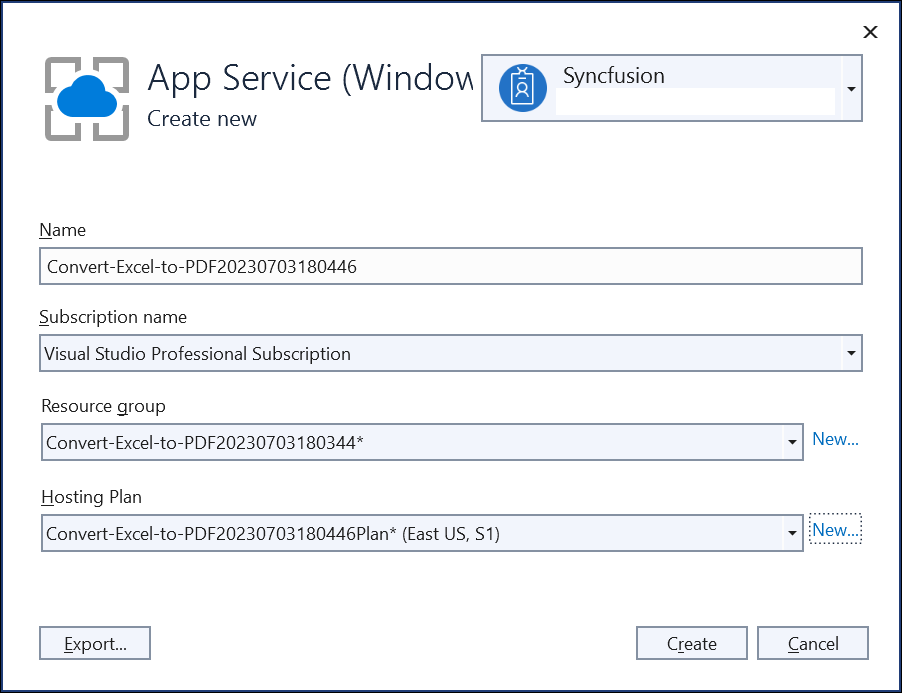 App Service (Window
Create new
Syncfusion
Name
Convert-Excel-to-PDF20230703180446
Subscription name
Visual Studio Professional Subscription
Resource group
Convert-Excel-to-PDF20230703180344*
New...
Hosting Plan
Convert-Excel-to-PDF20230703180446Plan* (East US, S1)
New...
Export...
Create
Cancel